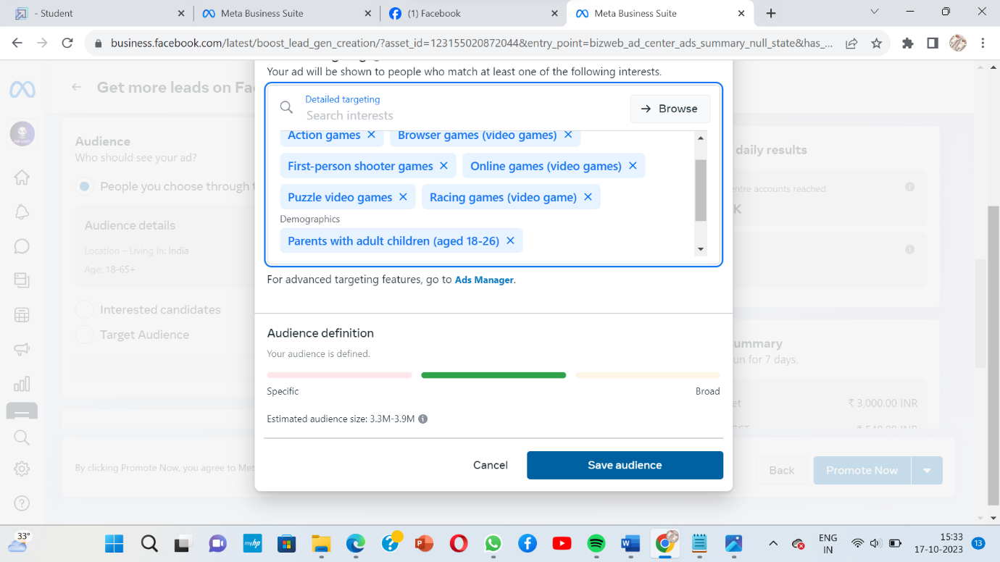 - Student
Meta Business Suite
(1) Facebook
Meta Business Suite
business.facebook.com/latest/boost_lead_gen_creation/?asset_id=123155020872044&entry_point=bizweb_ad_center_ads_summary_null_state&has_...
Your ad will be shown to people who match at least one of the following interests.
Get more leads on Fa
Detailed targeting
Search interests
Browse
Action games
Browser games (video games)
First-person shooter games
Online games (video games)
Puzzle video games
Racing games (video game)
Demographics
Parents with adult children (aged 18-26)
For advanced targeting features, go to Ads Manager.
Audience definition
Your audience is defined.
Specific
Broad
Estimated audience size: 3.3M-3.9M
Cancel
Save audience
Audience
Who should see your ad?
People you choose through t
Audience details
Location – Living in: India
Age: 18-65+
Interested candidates
Target Audience
By clicking Promote Now, you agree to Met
daily results
entre accounts reached
K
ummary
un for 7 days.
et
₹ 3,000.00 INR
₹ 540.00 INR
Back
Promote Now
33°
myhp
ENG
IN
15:33
17-10-2023
13